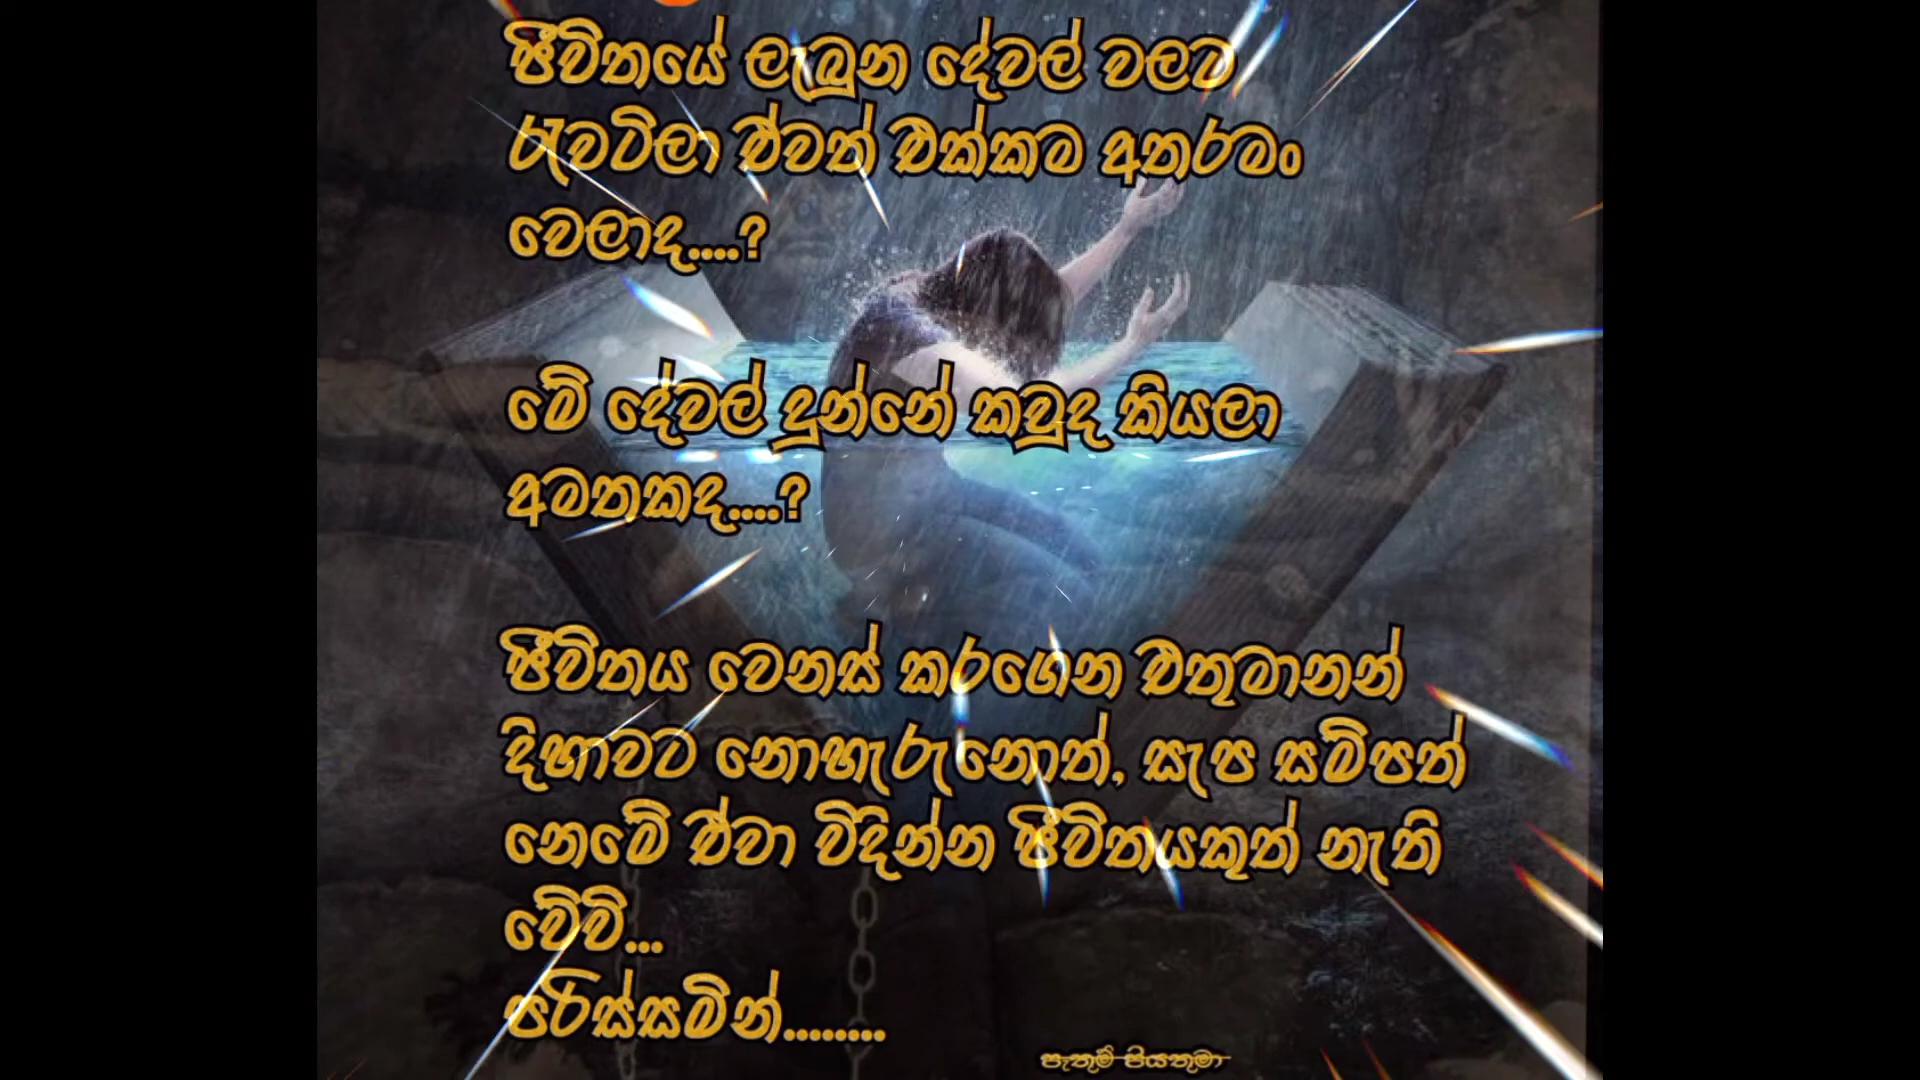 ජීවිතයේ ලැබුන දේවල් වලට
රැවටිලා ඒවත් එක්කම අතරමං
වෙලාද....?
මේ දේවල් දුන්නේ කවුද කියලා
අමතකද....?
ජීවිතය වෙනස් කරගෙන එතුමානන්
දිහාවට නොහැරුනොත්, සැප සම්පත්
නෙමේ ඒවා විදින්න ජීවිතයකුත් නැති
වේවි...
පරිස්සමින්........
පැතුම් පියතුමා